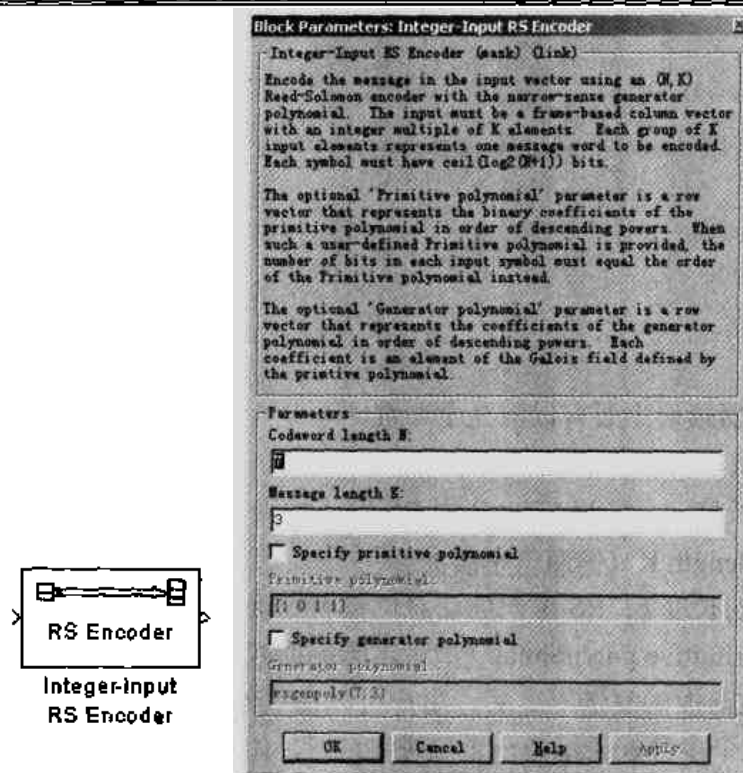 Block Parameters: Integer-Input RS Encoder
Integer-Input RS Encoder (mask) (link)
Encode the message in the input vector using an (N,K)
Reed-Solomon encoder with the narrow-sense generator
polynomial. The input must be a frame-based column vector
with an integer multiple of K elements. Each group of K
input elements represents one message word to be encoded.
Each symbol must have ceil(log2(N+1)) bits.
The optional 'Primitive polynomial' parameter is a row
vector that represents the binary coefficients of the
primitive polynomial in order of descending powers. When
such a user-defined Primitive polynomial is provided, the
number of bits in each input symbol must equal the order
of the Primitive polynomial instead.
The optional 'Generator polynomial' parameter is a row
vector that represents the coefficients of the generator
polynomial in order of descending powers. Each
coefficient is an element of the Galois field defined by
the primtive polynomial.
Parameters
Codeword length N:
Message length K:
3
Specify primitive polynomial
Primitive polynomial:
[1 0 1 1]
Specify generator polynomial
Generator polynomial:
rsgenpoly(7,3)
OK Cancel Help Apply
RS Encoder
Integer-Input
RS Encoder